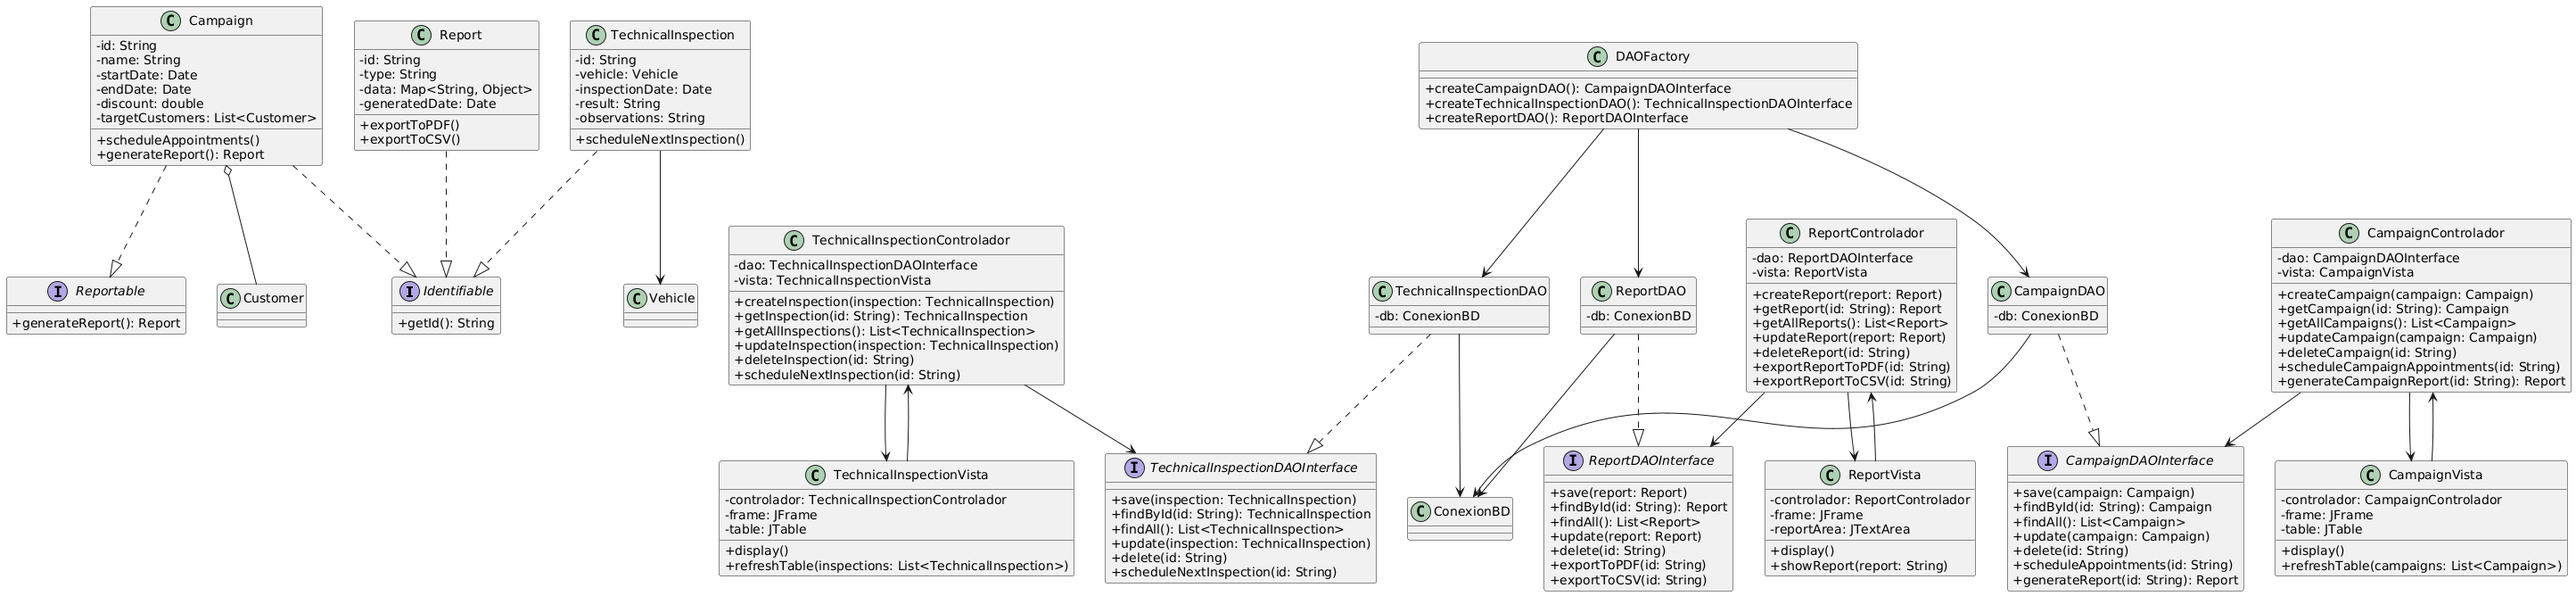 Campaign
-id: String
-name: String
-startDate: Date
-endDate: Date
-discount: double
-targetCustomers: List<Customer>
+scheduleAppointments()
+generateReport(): Report
Report
-id: String
-type: String
-data: Map<String, Object>
-generatedDate: Date
+exportToPDF()
+exportToCSV()
TechnicalInspection
-id: String
-vehicle: Vehicle
-inspectionDate: Date
-result: String
-observations: String
+scheduleNextInspection()
DAOFactory
+createCampaignDAO(): CampaignDAOInterface
+createTechnicalInspectionDAO(): TechnicalInspectionDAOInterface
+createReportDAO(): ReportDAOInterface
Reportable
+generateReport(): Report
Customer
Identifiable
+getId(): String
Vehicle
TechnicalInspectionControlador
-dao: TechnicalInspectionDAOInterface
-vista: TechnicalInspectionVista
+createInspection(inspection: TechnicalInspection)
+getInspection(id: String): TechnicalInspection
+getAllInspections(): List<TechnicalInspection>
+updateInspection(inspection: TechnicalInspection)
+deleteInspection(id: String)
+scheduleNextInspection(id: String)
TechnicalInspectionDAO
-db: ConexionBD
ReportDAO
-db: ConexionBD
ReportControlador
-dao: ReportDAOInterface
-vista: ReportVista
+createReport(report: Report)
+getReport(id: String): Report
+getAllReports(): List<Report>
+updateReport(report: Report)
+deleteReport(id: String)
+exportReportToPDF(id: String)
+exportReportToCSV(id: String)
CampaignDAO
-db: ConexionBD
CampaignControlador
-dao: CampaignDAOInterface
-vista: CampaignVista
+createCampaign(campaign: Campaign)
+getCampaign(id: String): Campaign
+getAllCampaigns(): List<Campaign>
+updateCampaign(campaign: Campaign)
+deleteCampaign(id: String)
+scheduleCampaignAppointments(id: String)
+generateCampaignReport(id: String): Report
TechnicalInspectionVista
-controlador: TechnicalInspectionControlador
-frame: JFrame
-table: JTable
+display()
+refreshTable(inspections: List<TechnicalInspection>)
TechnicalInspectionDAOInterface
+save(inspection: TechnicalInspection)
+findById(id: String): TechnicalInspection
+findAll(): List<TechnicalInspection>
+update(inspection: TechnicalInspection)
+delete(id: String)
+scheduleNextInspection(id: String)
ConexionBD
ReportDAOInterface
+save(report: Report)
+findById(id: String): Report
+findAll(): List<Report>
+update(report: Report)
+delete(id: String)
+exportToPDF(id: String)
+exportToCSV(id: String)
ReportVista
-controlador: ReportControlador
-frame: JFrame
-reportArea: JTextArea
+display()
+showReport(report: String)
CampaignDAOInterface
+save(campaign: Campaign)
+findById(id: String): Campaign
+findAll(): List<Campaign>
+update(campaign: Campaign)
+delete(id: String)
+scheduleAppointments(id: String)
+generateReport(id: String): Report
CampaignVista
-controlador: CampaignControlador
-frame: JFrame
-table: JTable
+display()
+refreshTable(campaigns: List<Campaign>)